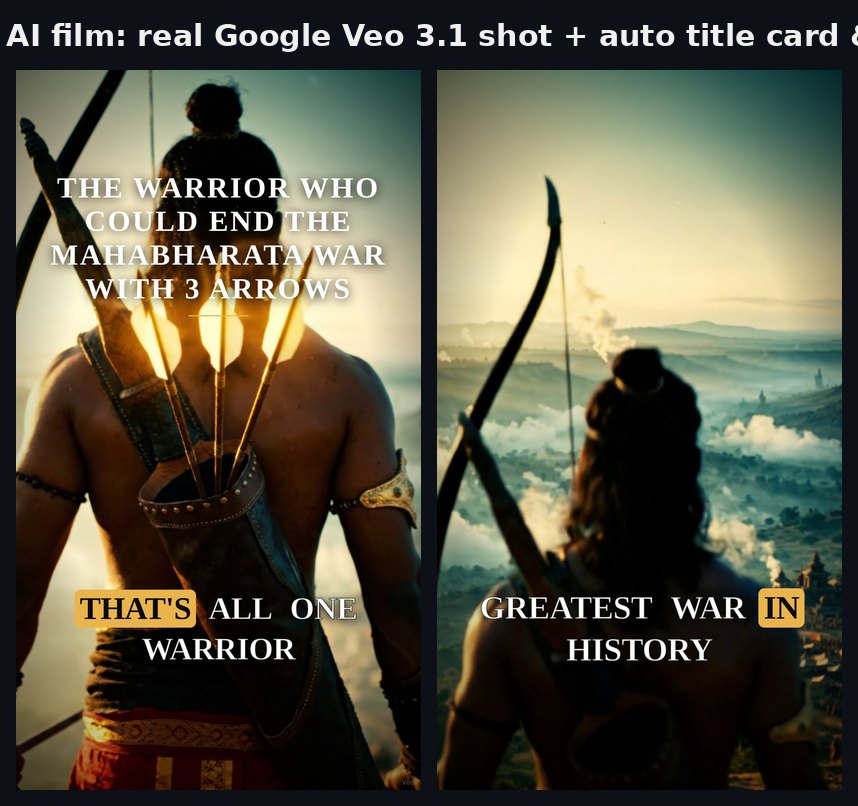 AI film: real Google Veo 3.1 shot + auto title card &
THE WARRIOR WHO
COULD END THE
MAHABHARATA WAR
WITH 3 ARROWS
THAT'S ALL ONE
WARRIOR
GREATEST WAR IN
HISTORY